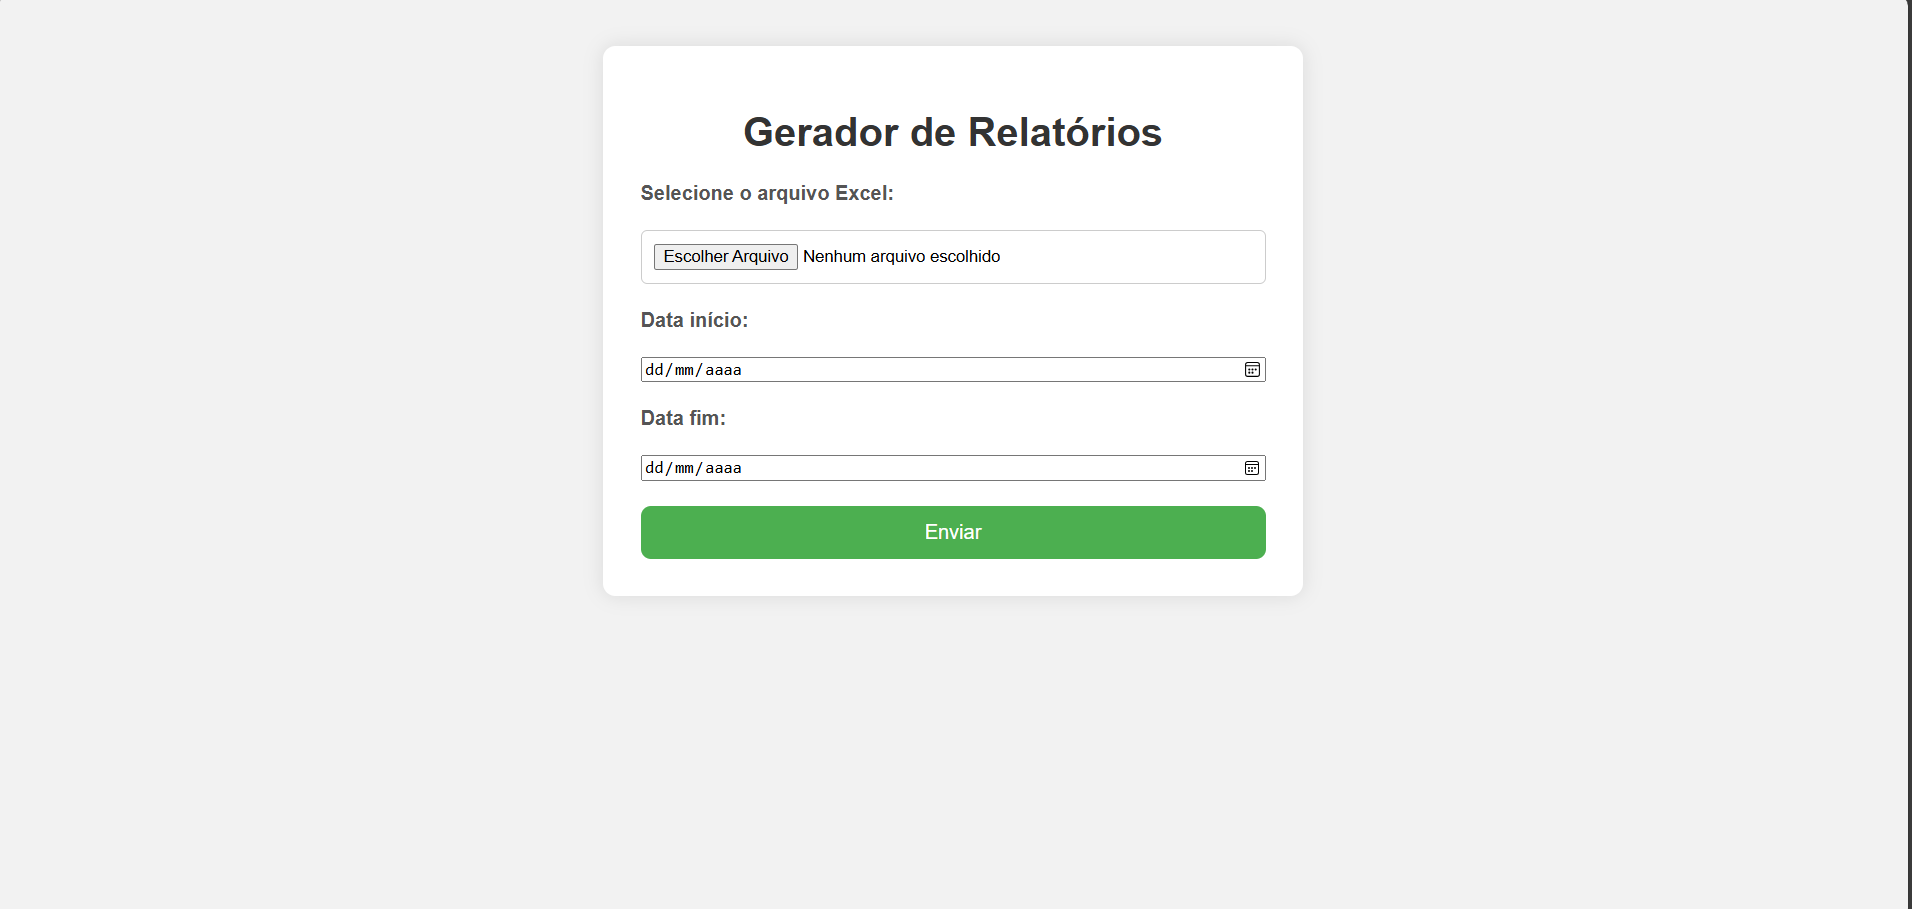 Gerador de Relatórios
Selecione o arquivo Excel:
Escolher Arquivo Nenhum arquivo escolhido
Data início:
dd/mm/aaaa
Data fim:
dd/mm/aaaa
Enviar